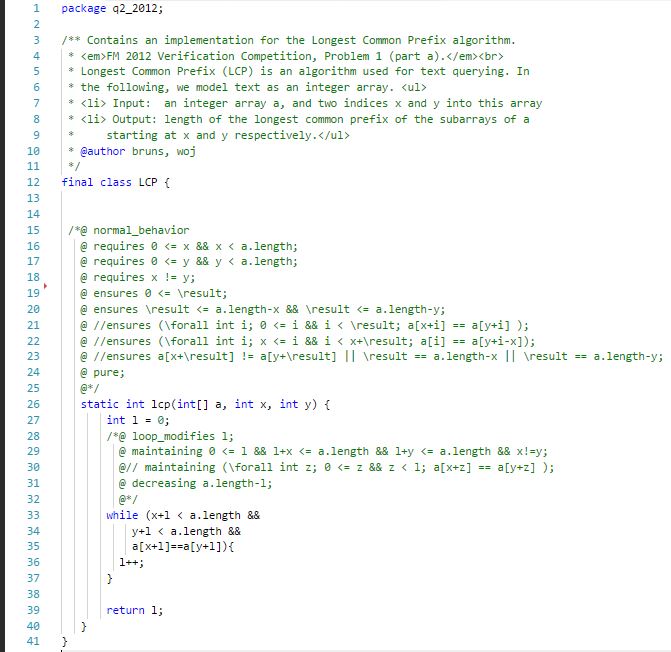 1 package q2_2012;
2
3 /** Contains an implementation for the Longest Common Prefix algorithm.
4 * <em>FM 2012 Verification Competition, Problem 1 (part a).</em><br>
5 * Longest Common Prefix (LCP) is an algorithm used for text querying. In
6 * the following, we model text as an integer array. <ul>
7 * <li> Input:  an integer array a, and two indices x and y into this array
8 * <li> Output: length of the longest common prefix of the subarrays of a
9 *      starting at x and y respectively.</ul>
10 * @author bruns, woj
11 */
12 final class LCP {
13
14
15 /*@ normal_behavior
16 @ requires 0 <= x && x < a.length;
17 @ requires 0 <= y && y < a.length;
18 @ requires x != y;
19 @ ensures 0 <= \result;
20 @ ensures \result <= a.length-x && \result <= a.length-y;
21 @ //ensures (\forall int i; 0 <= i && i < \result; a[x+i] == a[y+i] );
22 @ //ensures (\forall int i; x <= i && i < x+\result; a[i] == a[y+i-x]);
23 @ //ensures a[x+\result] != a[y+\result] || \result == a.length-x || \result == a.length-y;
24 @ pure;
25 @*/
26 static int lcp(int[] a, int x, int y) {
27 int l = 0;
28 /*@ loop_modifies l;
29 @ maintaining 0 <= l && l+x <= a.length && l+y <= a.length && x!=y;
30 @// maintaining (\forall int z; 0 <= z && z < l; a[x+z] == a[y+z] );
31 @ decreasing a.length-l;
32 @*/
33 while (x+l < a.length &&
34 y+l < a.length &&
35 a[x+l]==a[y+l]){
36 l++;
37 }
38
39 return l;
40 }
41 }